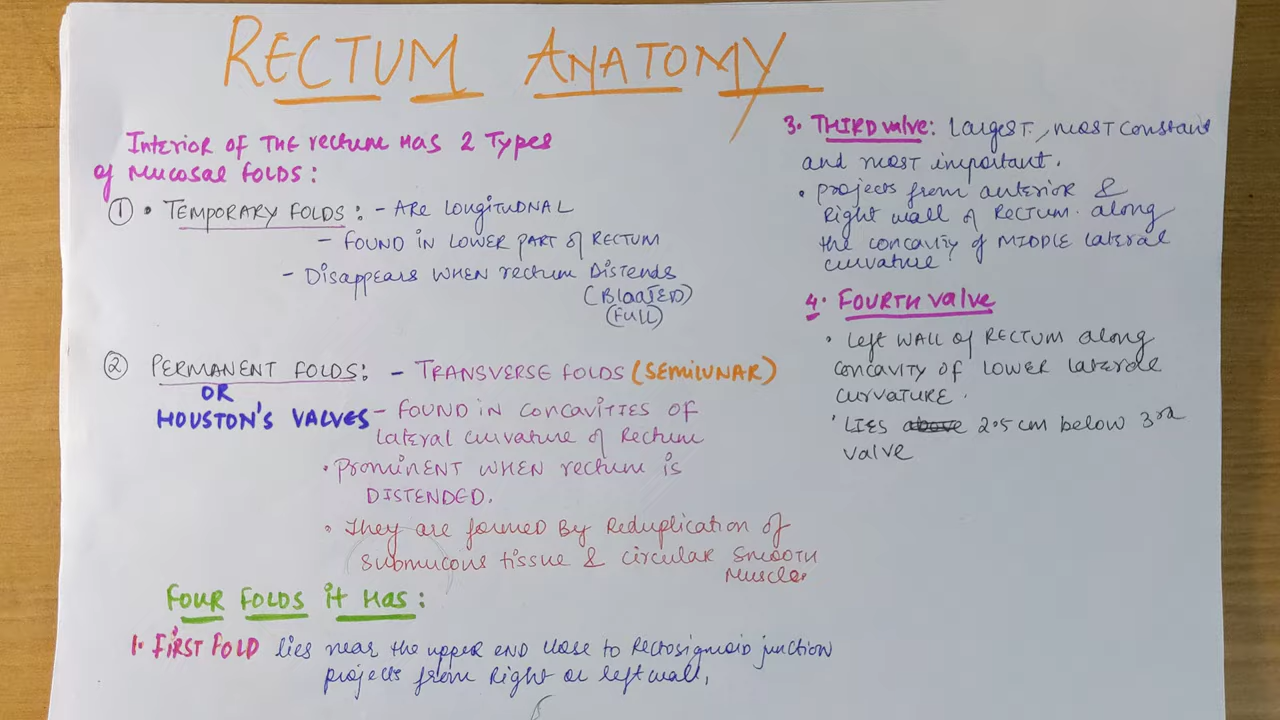 RECTUM ANATOMY
Interior of THE rectum Has 2 Types
of Mucosal FOLDS:
① • TEMPORARY FOLDS: - ARE LONGITUDNAL
- FOUND IN LOWER PART of RECTUM
- Disappears WHEN rectum Distends
(BLOATED)
(FULL)
② PERMANENT FOLDS: - TRANSVERSE FOLDS (SEMILUNAR)
OR
HOUSTON'S VALVES
- FOUND IN CONCAVITIES OF
lateral curvature of Rectum
• Prominent WHEN rectum is
DISTENDED.
• They are formed By Reduplication of
submucous tissue & circular Smooth
Muscle.
FOUR FOLDS it Has:
1. FIRST FOLD lies near the upper END close to Rectosigmoid junction
projects from Right or left wall,
3. THIRD valve: Largest, most constant
and most important.
• projects from anterior &
Right wall of RECTUM. along
the concavity of MIDDLE lateral
curvature
4. FOURTH valve
• Left WALL of RECTUM along
concavity of LOWER laterale
curvature.
• LIES above 2.5 cm below 3rd
valve